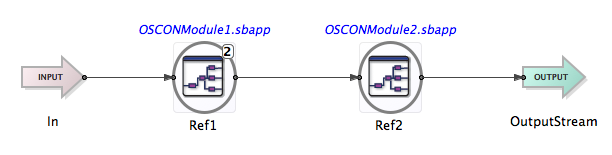 OSCONModule1.sbapp
OSCONModule2.sbapp
INPUT
2
OUTPUT
In
Ref1
Ref2
OutputStream